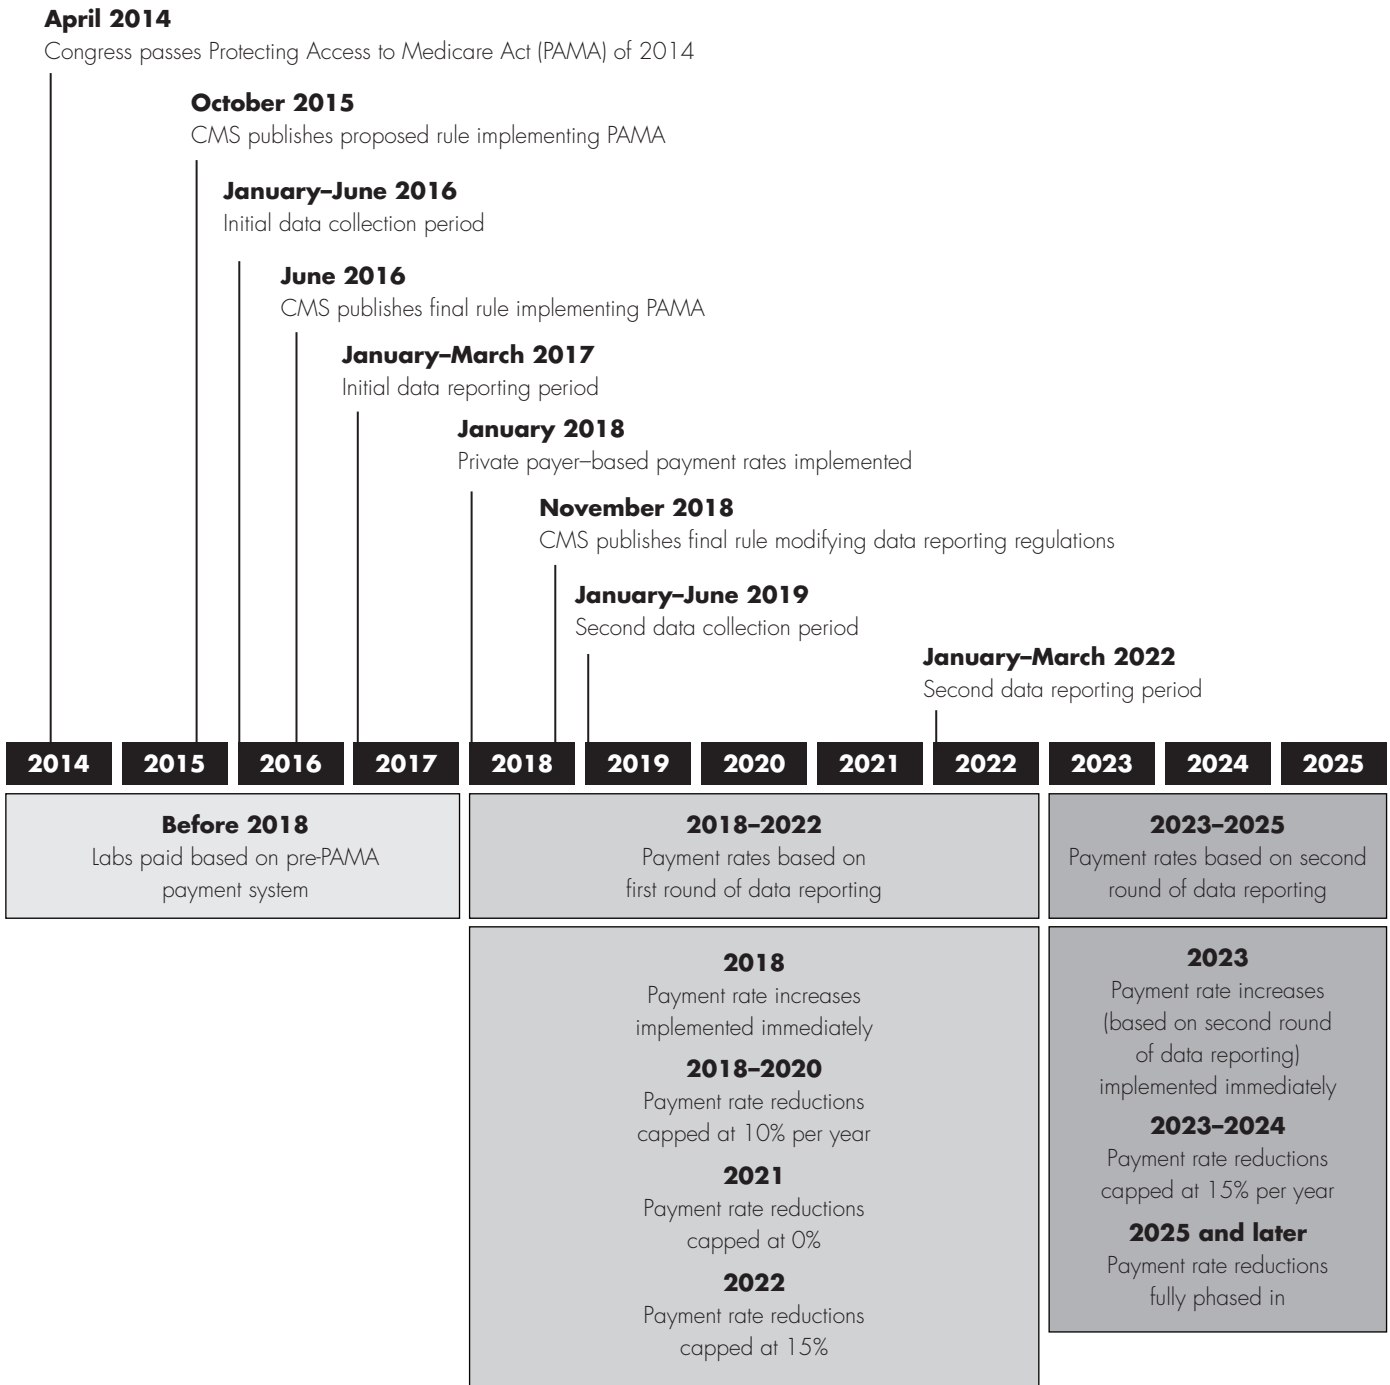 April 2014
Congress passes Protecting Access to Medicare Act (PAMA) of 2014
October 2015
CMS publishes proposed rule implementing PAMA
January–June 2016
Initial data collection period
June 2016
CMS publishes final rule implementing PAMA
January–March 2017
Initial data reporting period
January 2018
Private payer–based payment rates implemented
November 2018
CMS publishes final rule modifying data reporting regulations
January–June 2019
Second data collection period
January–March 2022
Second data reporting period
2014 2015 2016 2017 2018 2019 2020 2021 2022 2023 2024 2025
Before 2018
Labs paid based on pre-PAMA
payment system
2018–2022
Payment rates based on
first round of data reporting
2023–2025
Payment rates based on second
round of data reporting
2018
Payment rate increases
implemented immediately
2018–2020
Payment rate reductions
capped at 10% per year
2021
Payment rate reductions
capped at 0%
2022
Payment rate reductions
capped at 15%
2023
Payment rate increases
(based on second round
of data reporting)
implemented immediately
2023–2024
Payment rate reductions
capped at 15% per year
2025 and later
Payment rate reductions
fully phased in